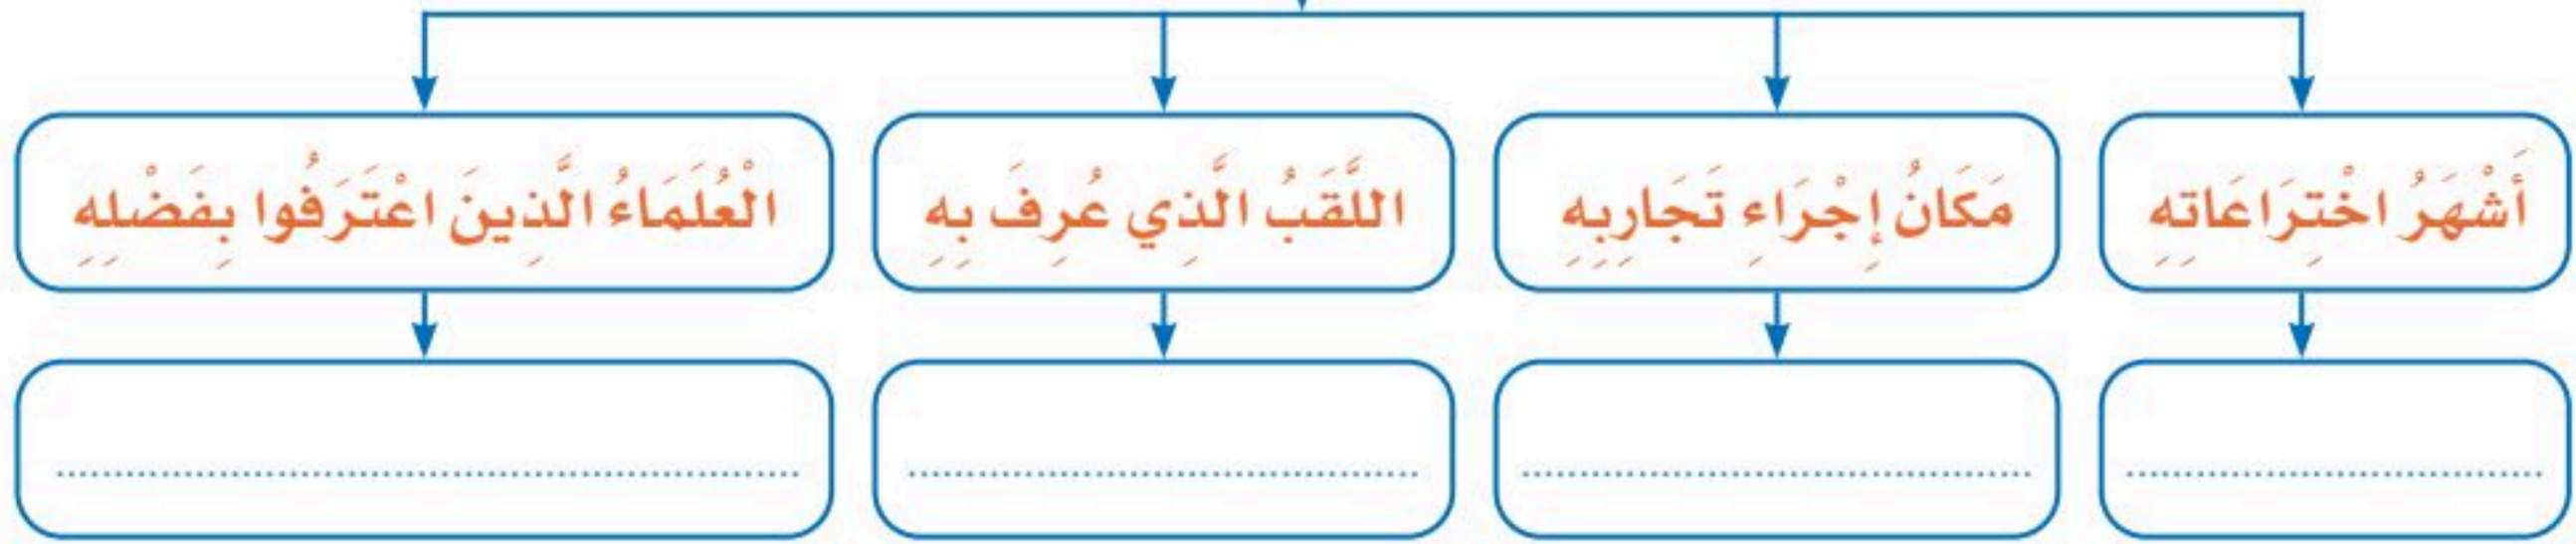 أَشْهَرُ اخْتِرَاعَاتِهِ
مَكَانُ إِجْرَاءِ تَجَارِبِهِ
اللَّقَبُ الَّذِي عُرِفَ بِهِ
الْعُلَمَاءُ الَّذِينَ اعْتَرَفُوا بِفَضْلِهِ